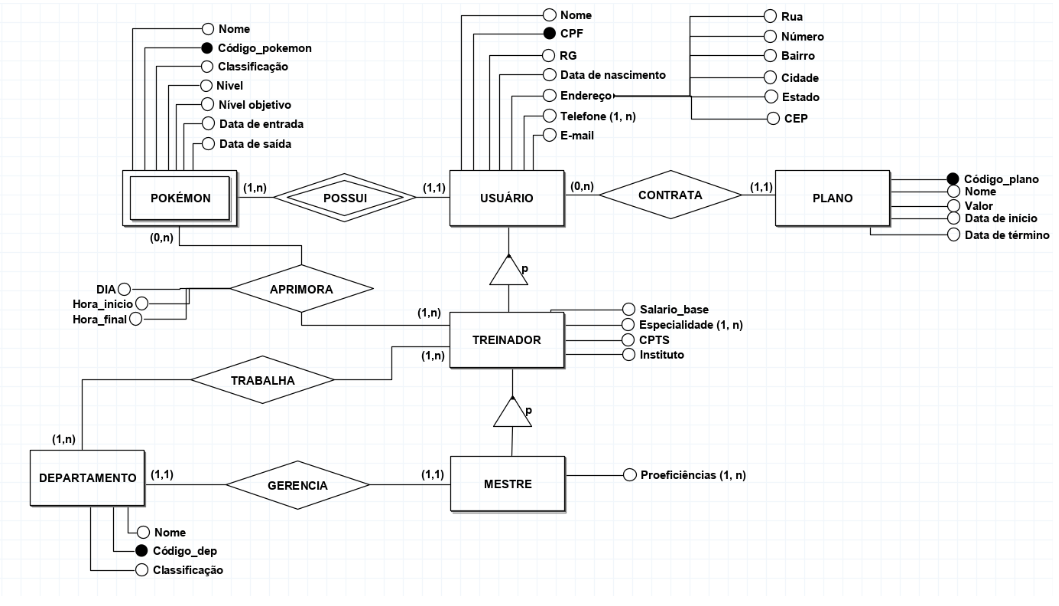 Nome
Código_pokemon
Classificação
Nivel
Nível objetivo
Data de entrada
Data de saída
Nome
CPF
RG
Data de nascimento
Endereço
Telefone (1, n)
E-mail
Rua
Número
Bairro
Cidade
Estado
CEP
POKÉMON
(1,n)
POSSUI
(1,1)
USUÁRIO
(0,n)
CONTRATA
(1,1)
PLANO
Código_plano
Nome
Valor
Data de início
Data de término
(0,n)
p
DIA
Hora_inicio
Hora_final
APRIMORA
(1,n)
TREINADOR
(1,n)
Salario_base
Especialidade (1, n)
CPTS
Instituto
TRABALHA
p
(1,n)
DEPARTAMENTO
(1,1)
GERENCIA
(1,1)
MESTRE
Proeficiências (1, n)
Nome
Código_dep
Classificação